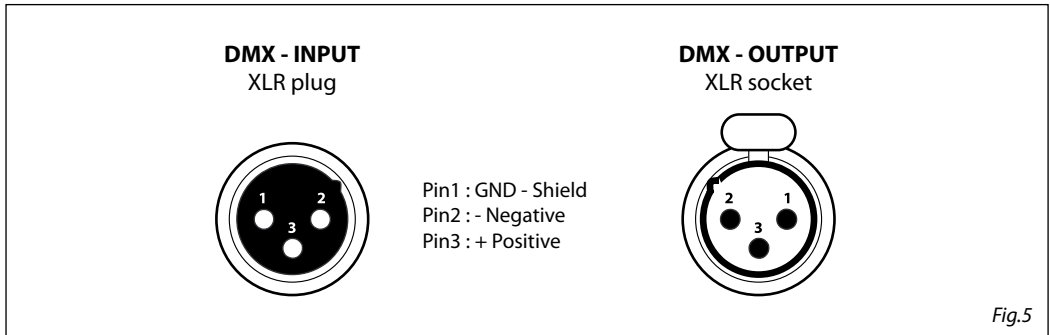 DMX - INPUT
XLR plug
DMX - OUTPUT
XLR socket
1
2
3
Pin1 : GND - Shield
Pin2 : - Negative
Pin3 : + Positive
2
1
3
Fig.5